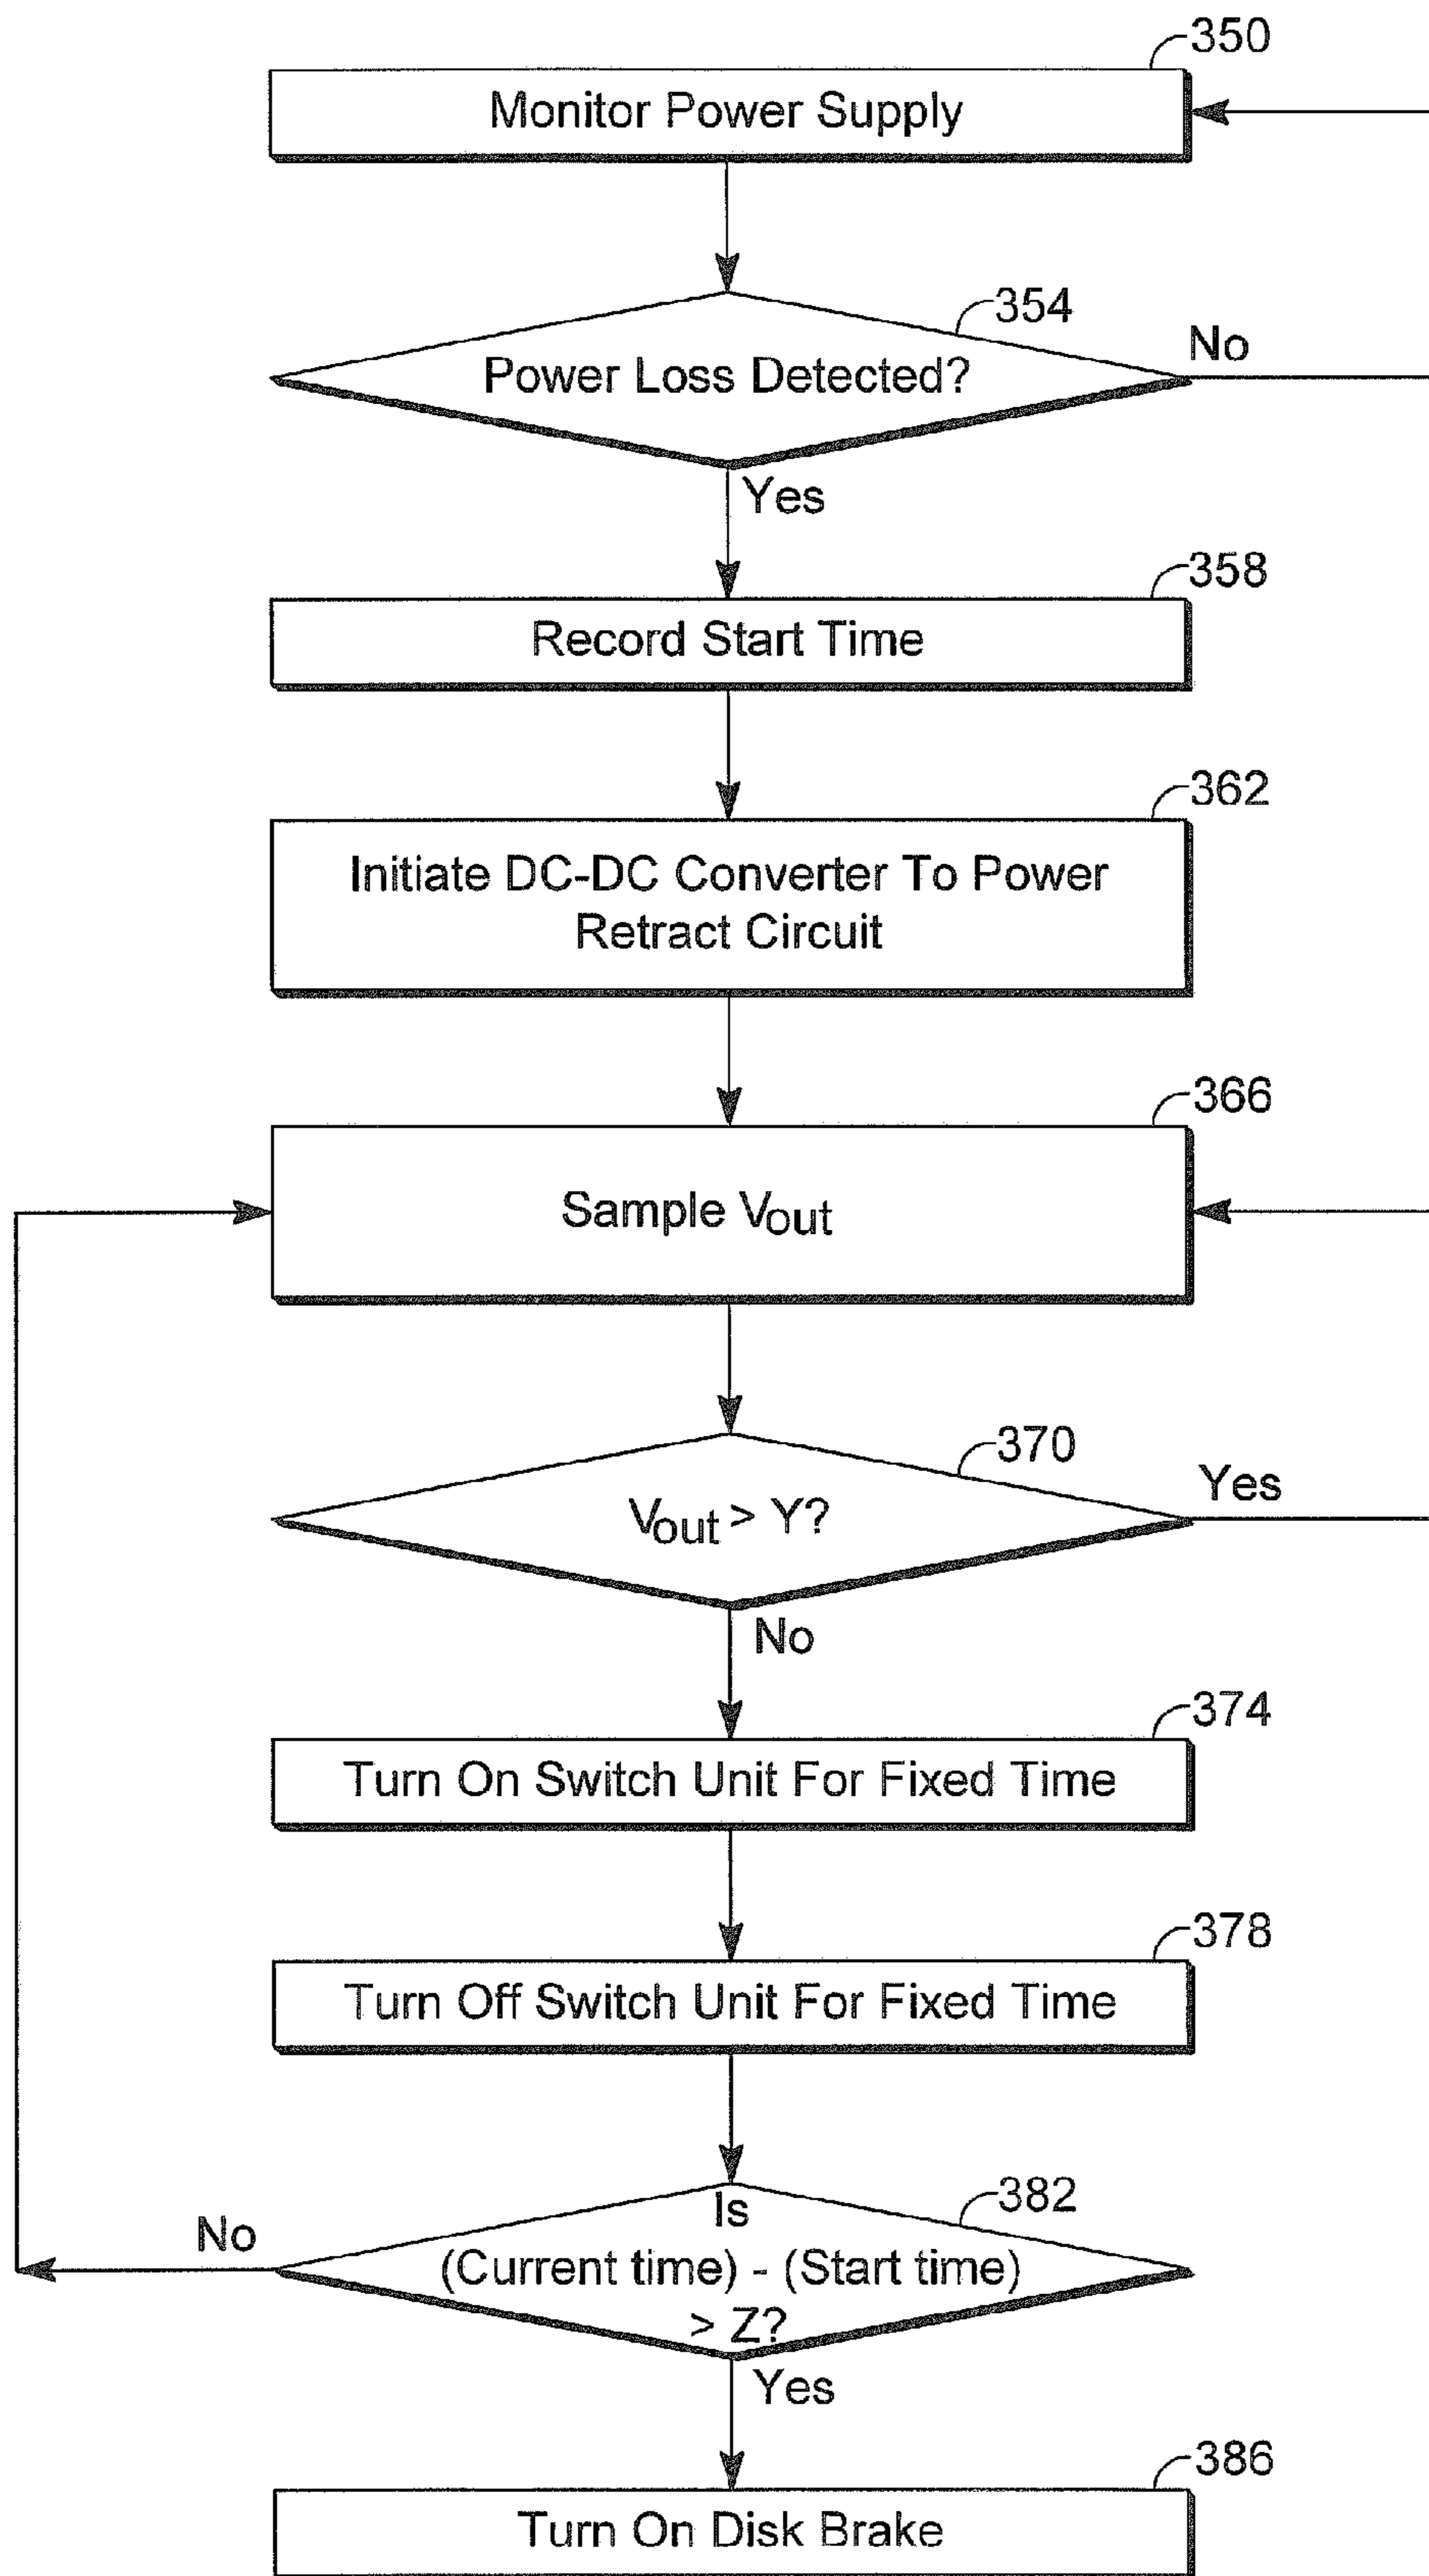 350
Monitor Power Supply
354
Power Loss Detected?
No
Yes
358
Record Start Time
362
Initiate DC-DC Converter To Power
Retract Circuit
366
Sample Vout
370
Vout > Y?
Yes
No
374
Turn On Switch Unit For Fixed Time
378
Turn Off Switch Unit For Fixed Time
382
Is
(Current time) - (Start time)
> Z?
No
Yes
386
Turn On Disk Brake